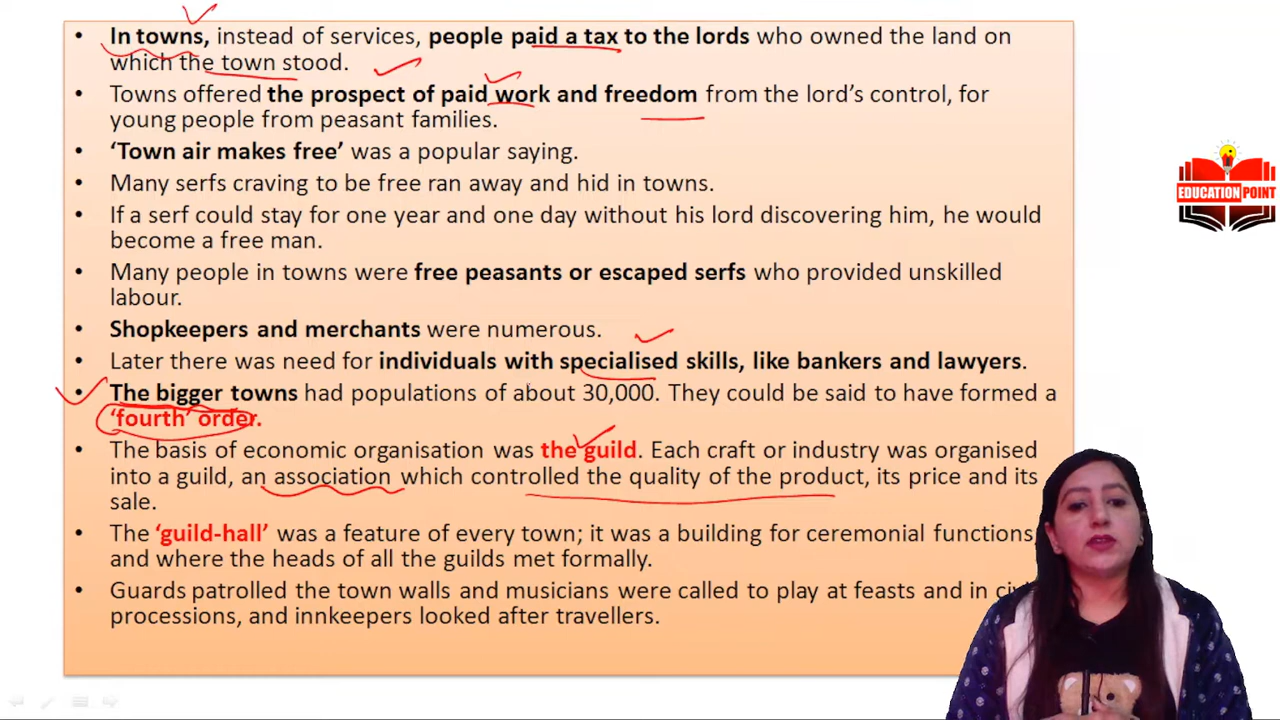 • In towns, instead of services, people paid a tax to the lords who owned the land on
which the town stood.
• Towns offered the prospect of paid work and freedom from the lord's control, for
young people from peasant families.
• 'Town air makes free' was a popular saying.
• Many serfs craving to be free ran away and hid in towns.
• If a serf could stay for one year and one day without his lord discovering him, he would
become a free man.
• Many people in towns were free peasants or escaped serfs who provided unskilled
labour.
• Shopkeepers and merchants were numerous.
• Later there was need for individuals with specialised skills, like bankers and lawyers.
• The bigger towns had populations of about 30,000. They could be said to have formed a
'fourth' order.
• The basis of economic organisation was the guild. Each craft or industry was organised
into a guild, an association which controlled the quality of the product, its price and its
sale.
• The 'guild-hall' was a feature of every town; it was a building for ceremonial functions,
and where the heads of all the guilds met formally.
• Guards patrolled the town walls and musicians were called to play at feasts and in
processions, and innkeepers looked after travellers.
EDUCATION POINT